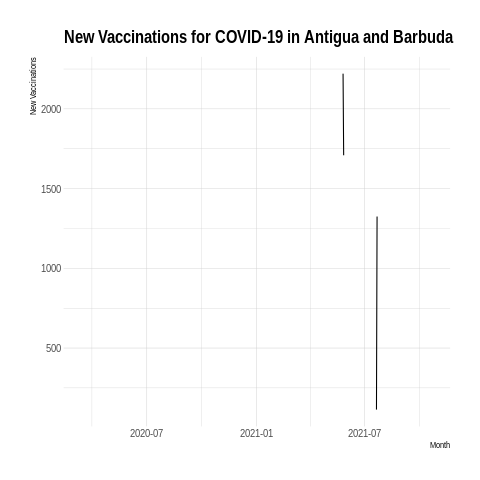 New Vaccinations for COVID-19 in Antigua and Barbuda
New Vaccinations
2000
1500
1000
500
2020-07
2021-01
2021-07
Month